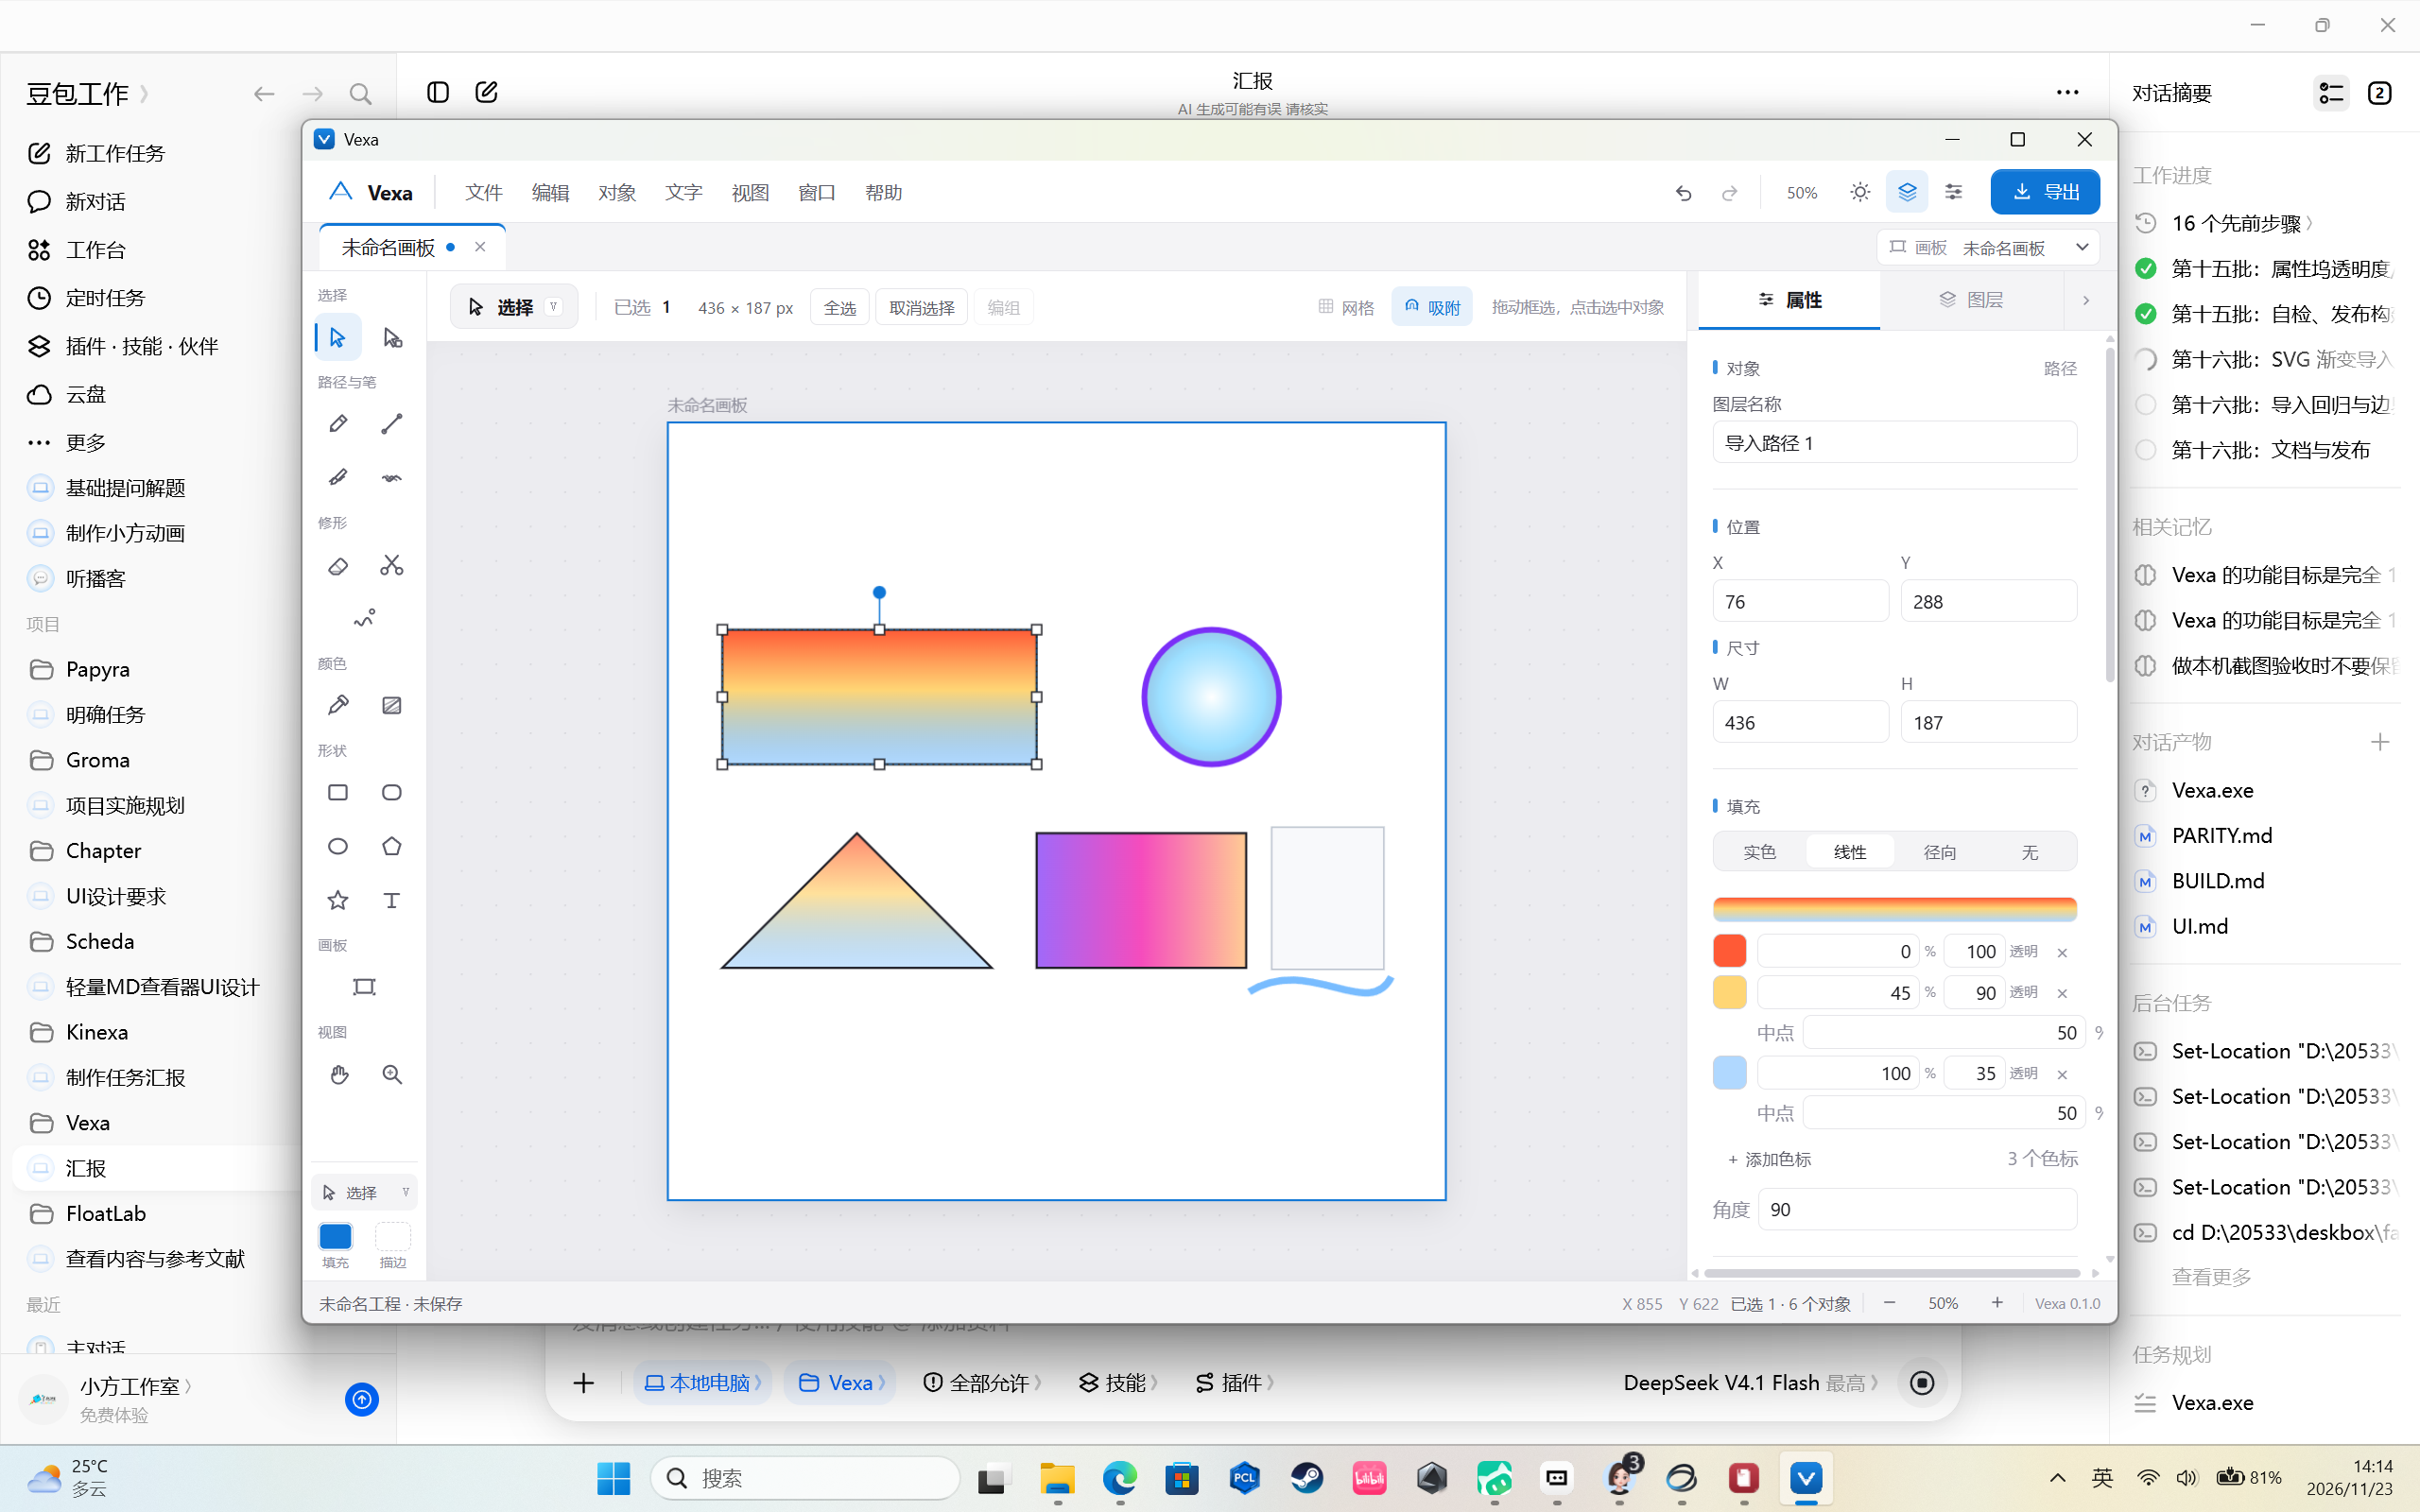 豆包工作
新工作任务
新对话
工作台
定时任务
插件 · 技能 · 伙伴
云盘
更多
基础提问解题
制作小方动画
听播客
项目
Papyra
明确任务
Groma
项目实施规划
Chapter
UI设计要求
Scheda
轻量MD查看器UI设计
Kinexa
制作任务汇报
Vexa
汇报
FloatLab
查看内容与参考文献
最近
主对话
小方工作室
免费体验
汇报
AI 生成可能有误 请核实
Vexa
Vexa 文件 编辑 对象 文字 视图 窗口 帮助 50% 导出
未命名画板 画板 未命名画板
选择
路径与笔
修形
颜色
形状
画板
视图
选择 V
填充 描边
选择 V 已选 1 436 × 187 px 全选 取消选择 编组 网格 吸附 拖动框选，点击选中对象
未命名画板
属性 图层
对象 路径
图层名称
导入路径 1
位置
X Y
76 288
尺寸
W H
436 187
填充
实色 线性 径向 无
0 % 100 透明
45 % 90 透明
中点 50
100 % 35 透明
中点 50
+ 添加色标 3 个色标
角度 90
未命名工程 · 未保存 X 855 Y 622 已选 1 · 6 个对象 50% Vexa 0.1.0
本地电脑 Vexa 全部允许 技能 插件 DeepSeek V4.1 Flash 最高
对话摘要 2
工作进度
16 个先前步骤
第十五批：属性坞透明度
第十五批：自检、发布构
第十六批：SVG 渐变导入
第十六批：导入回归与边
第十六批：文档与发布
相关记忆
Vexa 的功能目标是完全 1
Vexa 的功能目标是完全 1
做本机截图验收时不要保留
对话产物
Vexa.exe
PARITY.md
BUILD.md
UI.md
后台任务
Set-Location "D:\20533\
Set-Location "D:\20533\
Set-Location "D:\20533\
Set-Location "D:\20533\
cd D:\20533\deskbox\fa
查看更多
任务规划
Vexa.exe
25°C
多云
搜索
PCL
bilibili
3
英
81%
14:14
2026/11/23